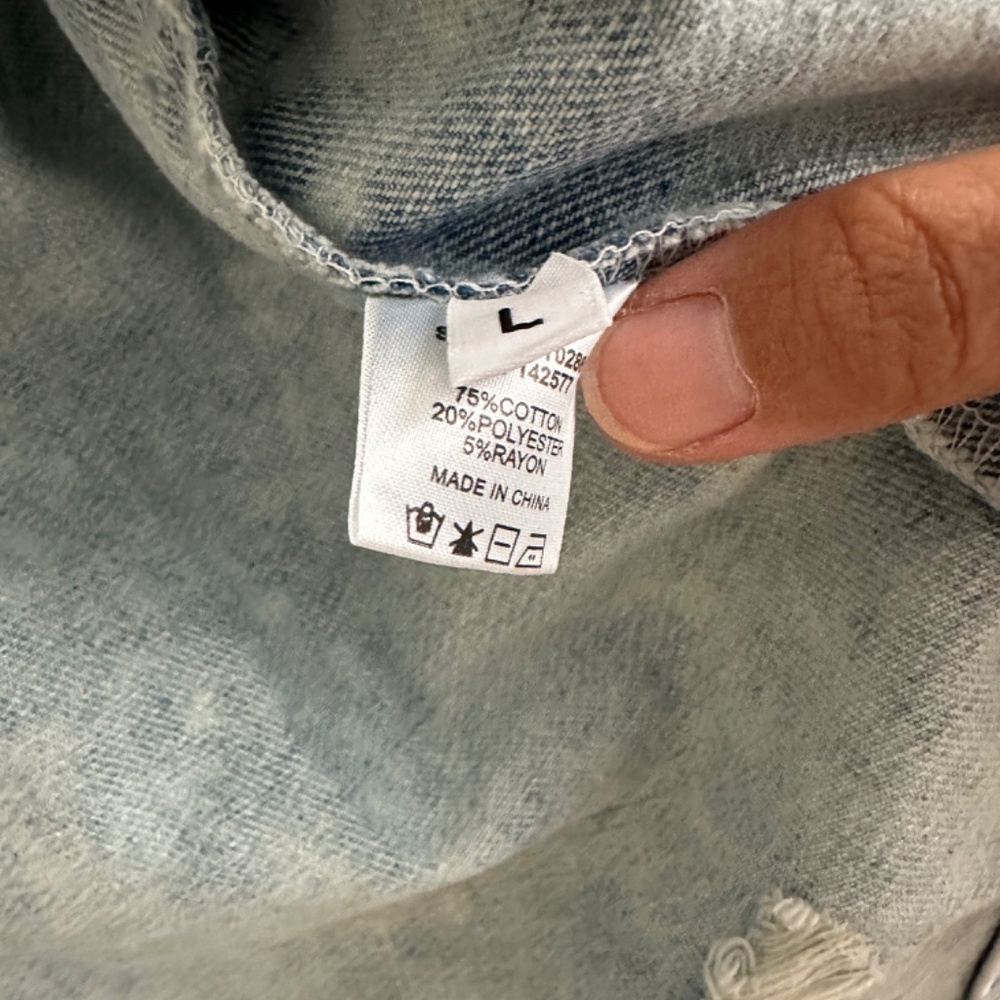 L
75%COTTON
20%POLYESTER
5%RAYON
MADE IN CHINA